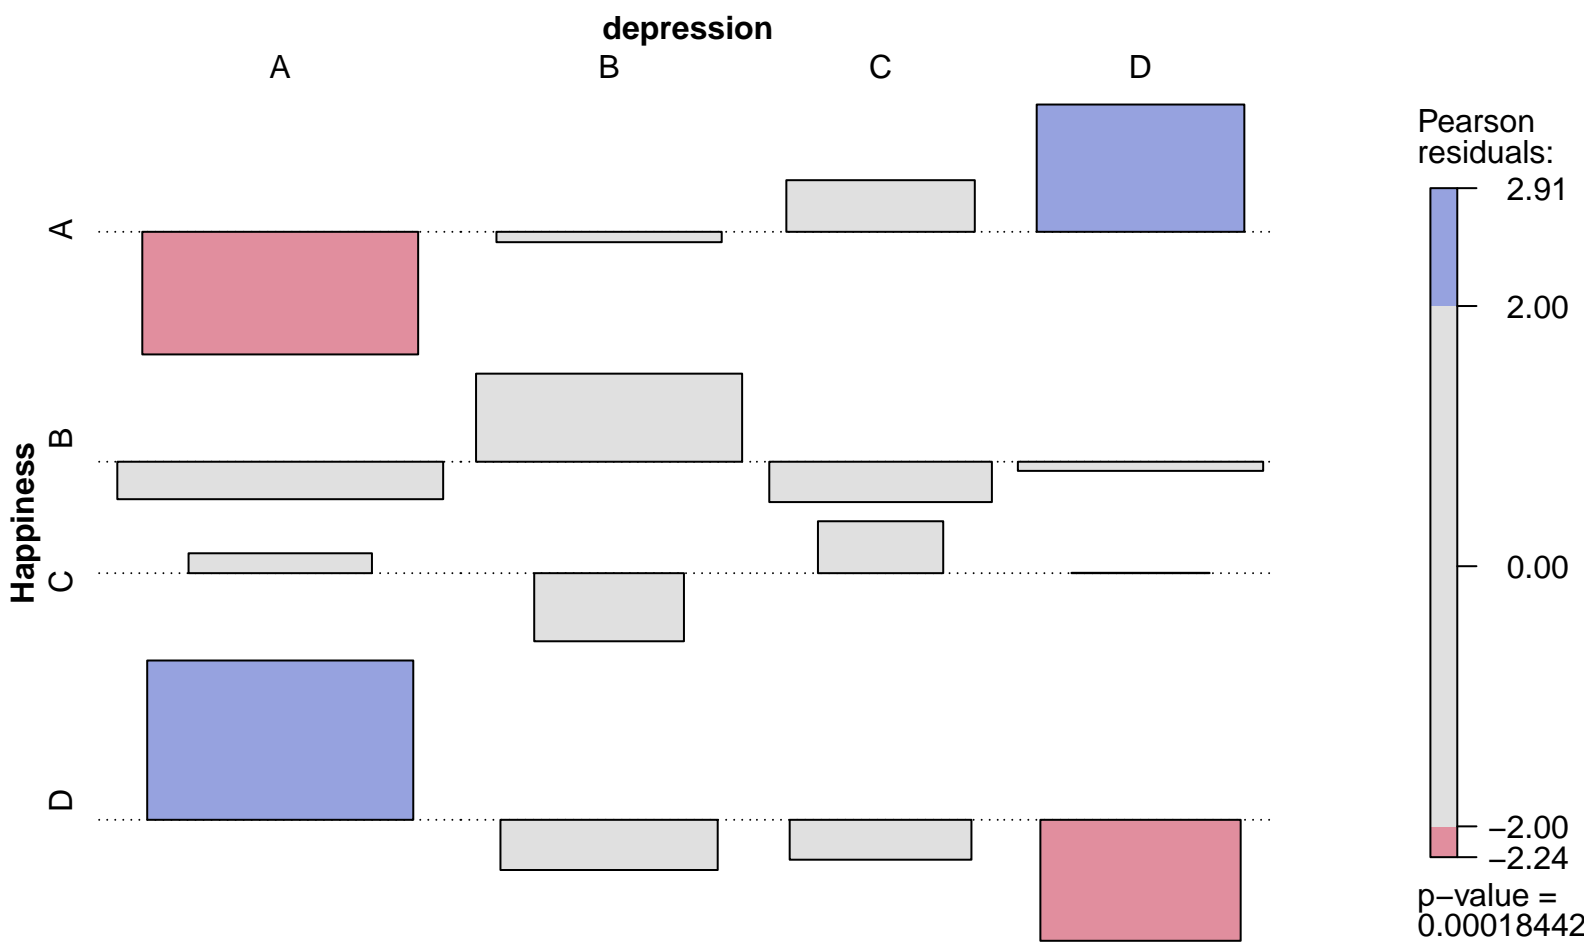 depression
A B C D
Happiness
A
B
C
D
Pearson
residuals:
2.91
2.00
0.00
−2.00
−2.24
p−value =
0.00018442